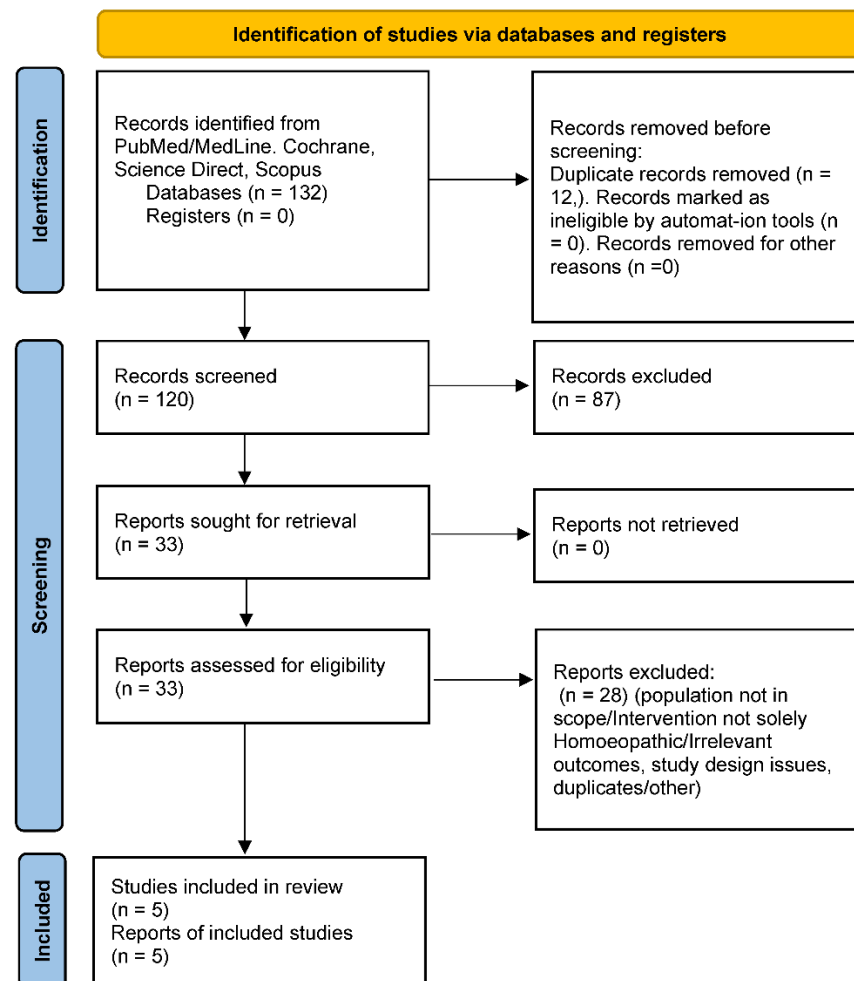 Identification of studies via databases and registers
Identification
Records identified from
PubMed/MedLine. Cochrane,
Science Direct, Scopus
Databases (n = 132)
Registers (n = 0)
Records removed before
screening:
Duplicate records removed (n =
12,). Records marked as
ineligible by automat-ion tools (n
= 0). Records removed for other
reasons (n =0)
Screening
Records screened
(n = 120)
Records excluded
(n = 87)
Reports sought for retrieval
(n = 33)
Reports not retrieved
(n = 0)
Reports assessed for eligibility
(n = 33)
Reports excluded:
(n = 28) (population not in
scope/Intervention not solely
Homoeopathic/Irrelevant
outcomes, study design issues,
duplicates/other)
Included
Studies included in review
(n = 5)
Reports of included studies
(n = 5)